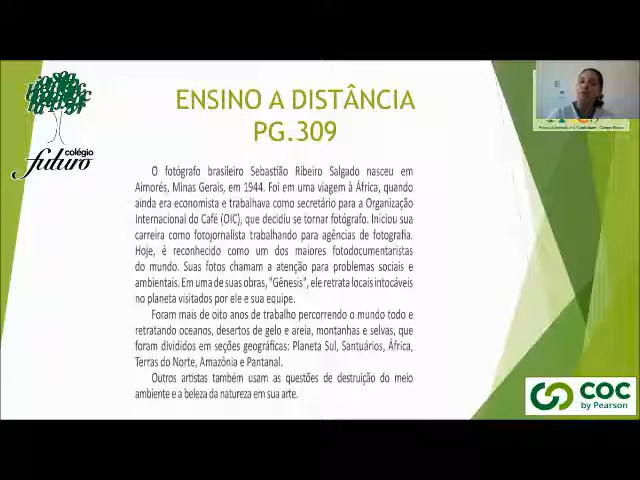 ENSINO A DISTÂNCIA
PG.309
colégio
futuro
O fotógrafo brasileiro Sebastião Ribeiro Salgado nasceu em
Aimorés, Minas Gerais, em 1944. Foi em uma viagem à África, quando
ainda era economista e trabalhava como secretário para a Organização
Internacional do Café (OIC), que decidiu se tornar fotógrafo. Iniciou sua
carreira como fotojornalista trabalhando para agências de fotografia.
Hoje, é reconhecido como um dos maiores fotodocumentaristas
do mundo. Suas fotos chamam a atenção para problemas sociais e
ambientais. Em uma de suas obras, "Gênesis", ele retrata locais intocáveis
no planeta visitados por ele e sua equipe.
Foram mais de oito anos de trabalho percorrendo o mundo todo e
retratando oceanos, desertos de gelo e areia, montanhas e selvas, que
foram divididos em seções geográficas: Planeta Sul, Santuários, África,
Terras do Norte, Amazônia e Pantanal.
Outros artistas também usam as questões de destruição do meio
ambiente e a beleza da natureza em sua arte.
COC
by Pearson